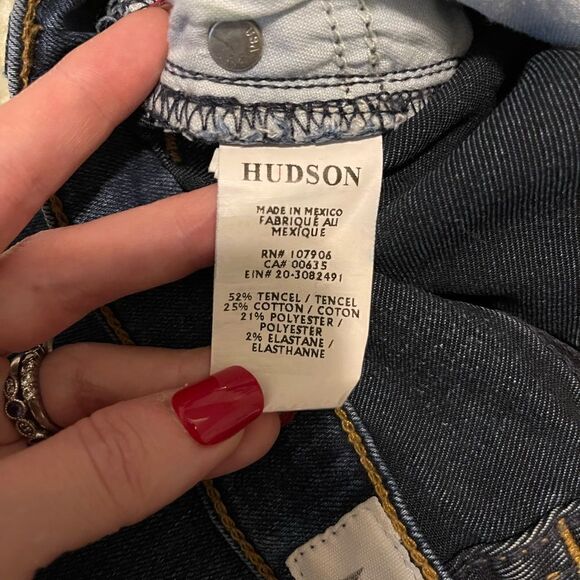 HUDSON
MADE IN MEXICO
FABRIQUE AU
MEXIQUE
RN# 107906
CA# 00635
EIN# 20-3082491
52% TENCEL / TENCEL
25% COTTON / COTON
21% POLYESTER /
POLYESTER
2% ELASTANE /
ELASTHANNE